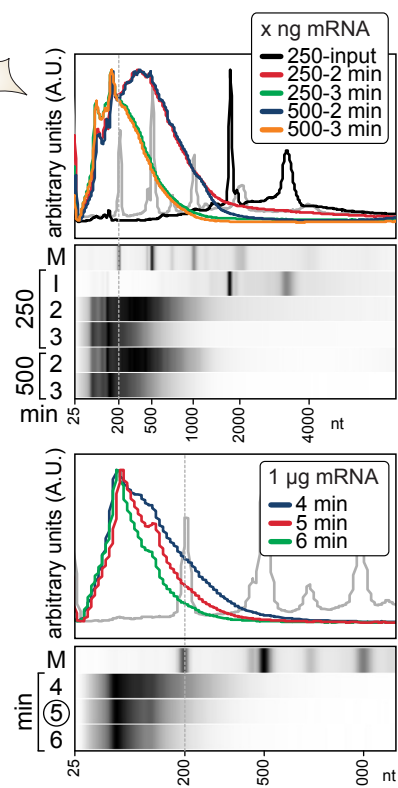 x ng mRNA
250-input
250-2 min
250-3 min
500-2 min
500-3 min
arbitrary units (A.U.)
M
I
250
2
3
500
2
3
min
25
200
500
1000
2000
4000
nt
1 µg mRNA
4 min
5 min
6 min
arbitrary units (A.U.)
M
min
4
5
6
25
200
500
000
nt